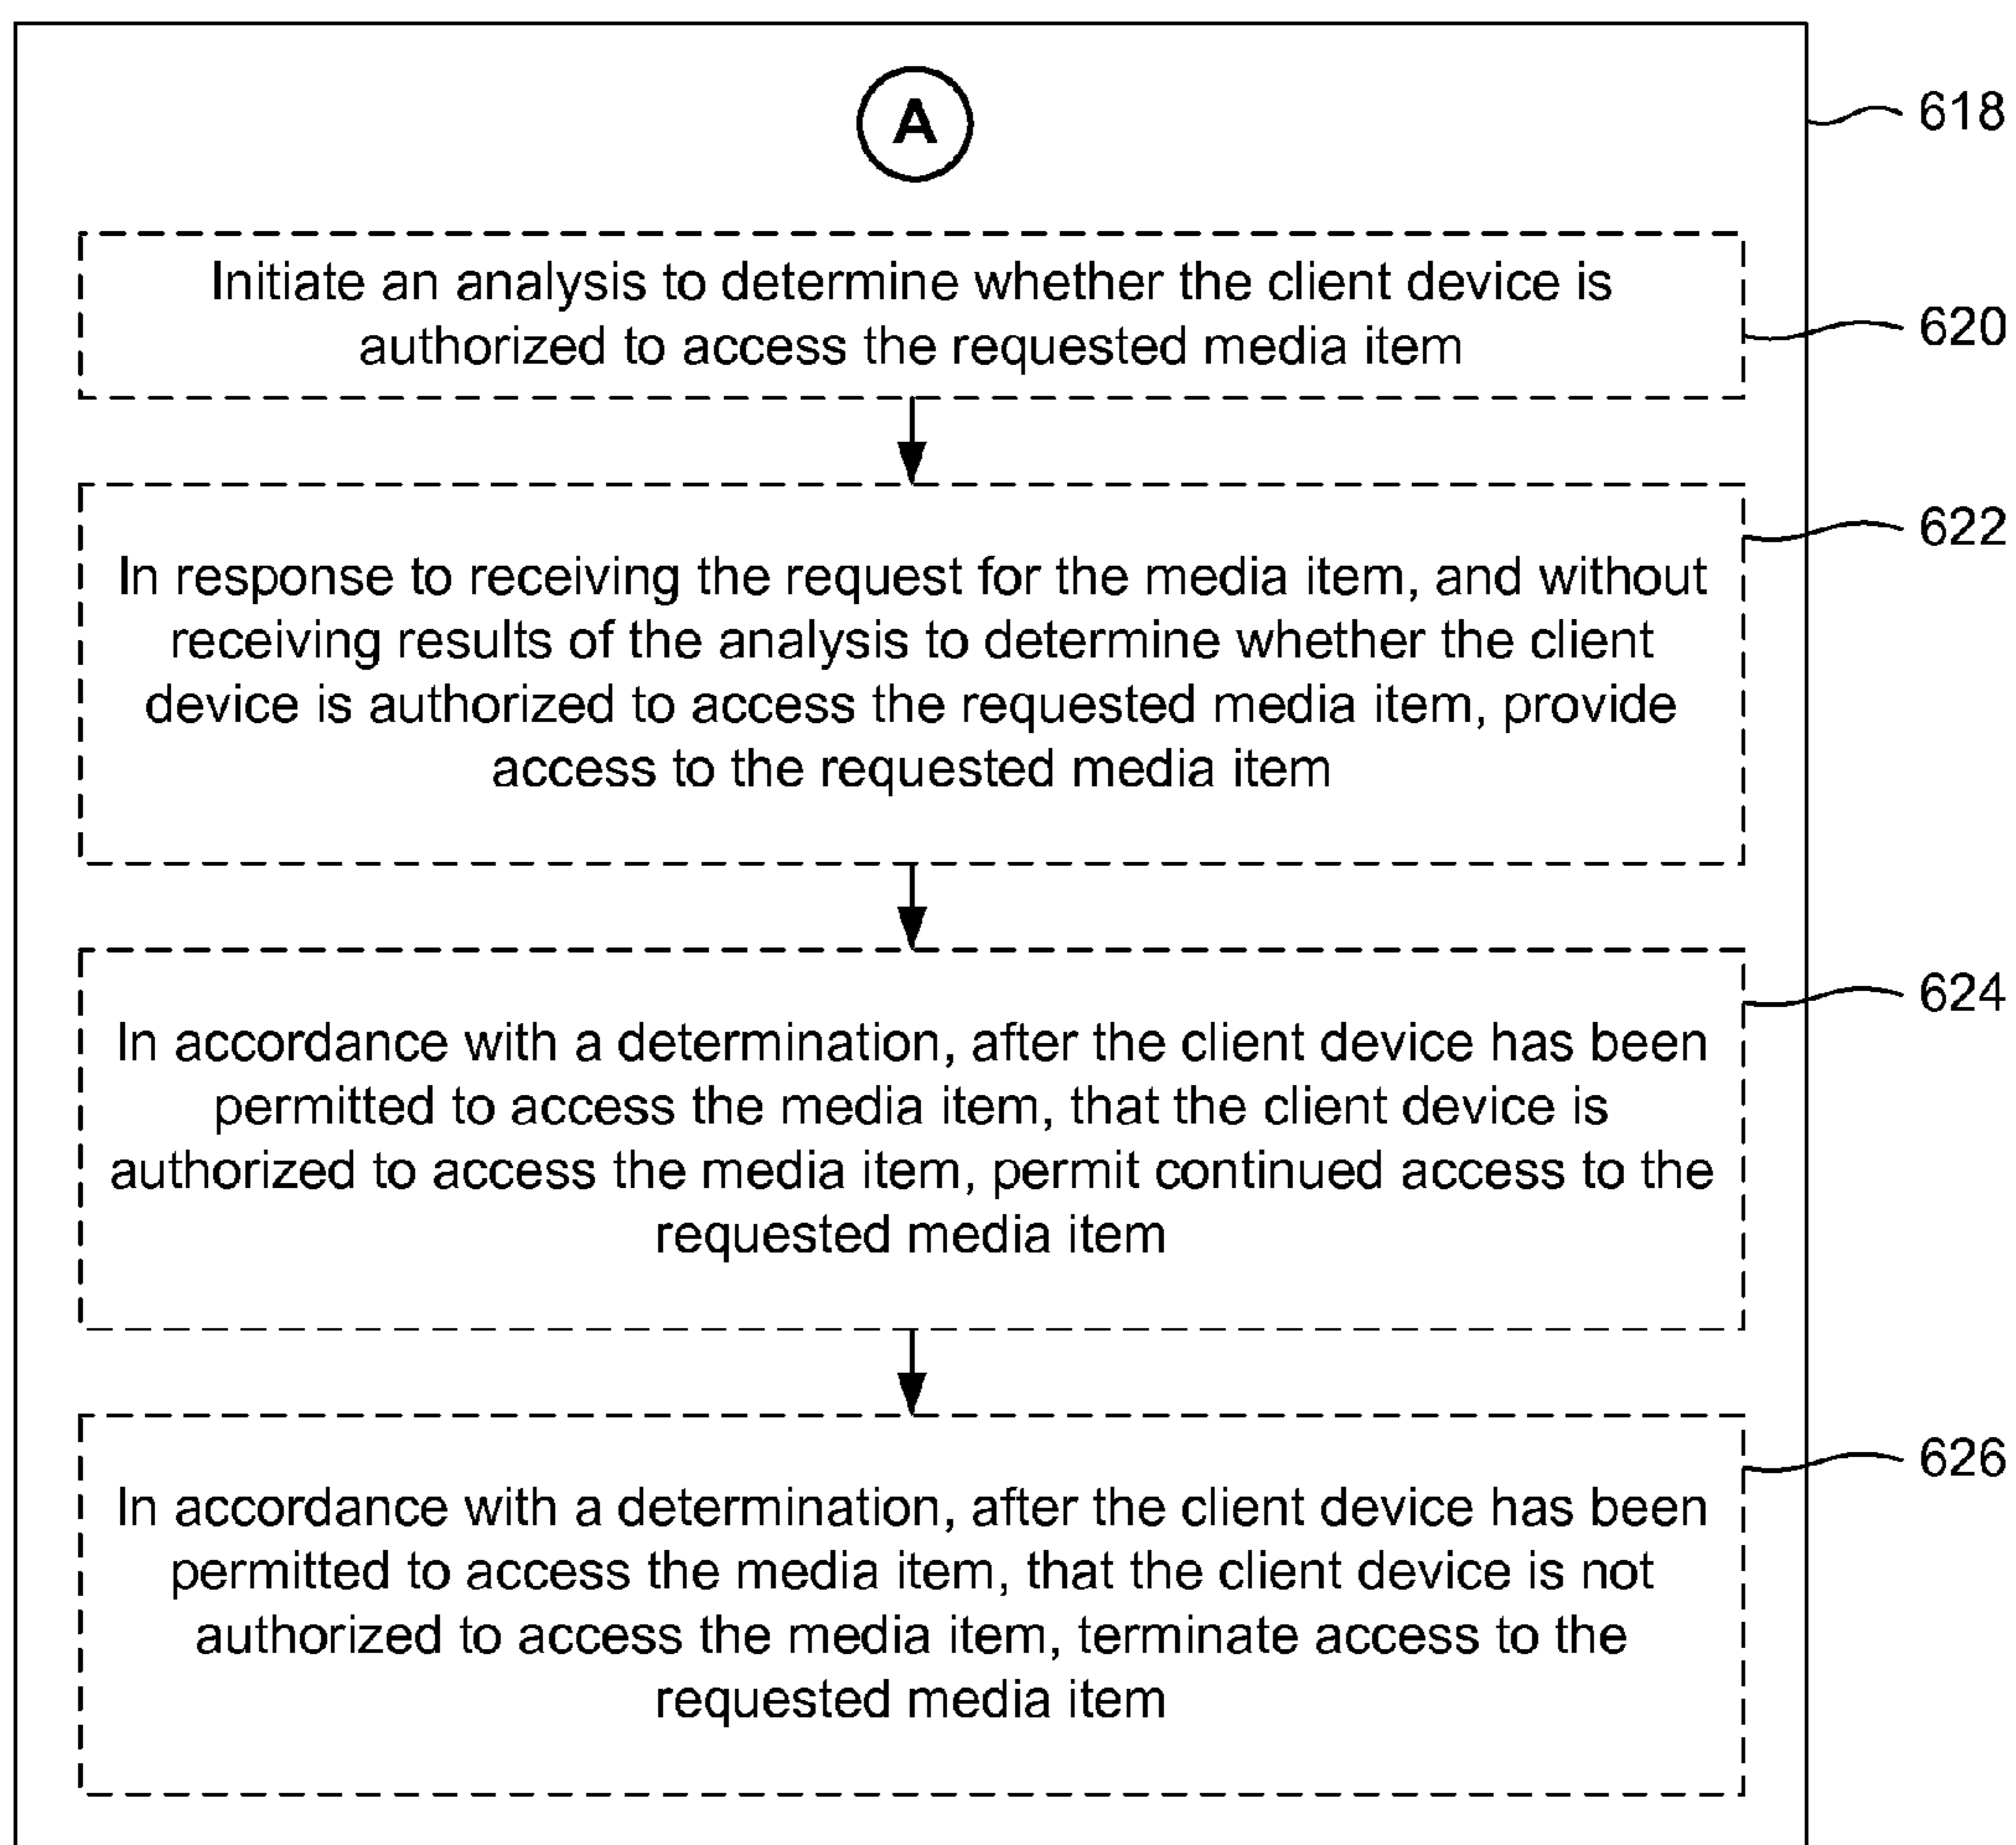 A
618
Initiate an analysis to determine whether the client device is
authorized to access the requested media item
620
In response to receiving the request for the media item, and without
receiving results of the analysis to determine whether the client
device is authorized to access the requested media item, provide
access to the requested media item
622
In accordance with a determination, after the client device has been
permitted to access the media item, that the client device is
authorized to access the media item, permit continued access to the
requested media item
624
In accordance with a determination, after the client device has been
permitted to access the media item, that the client device is not
authorized to access the media item, terminate access to the
requested media item
626